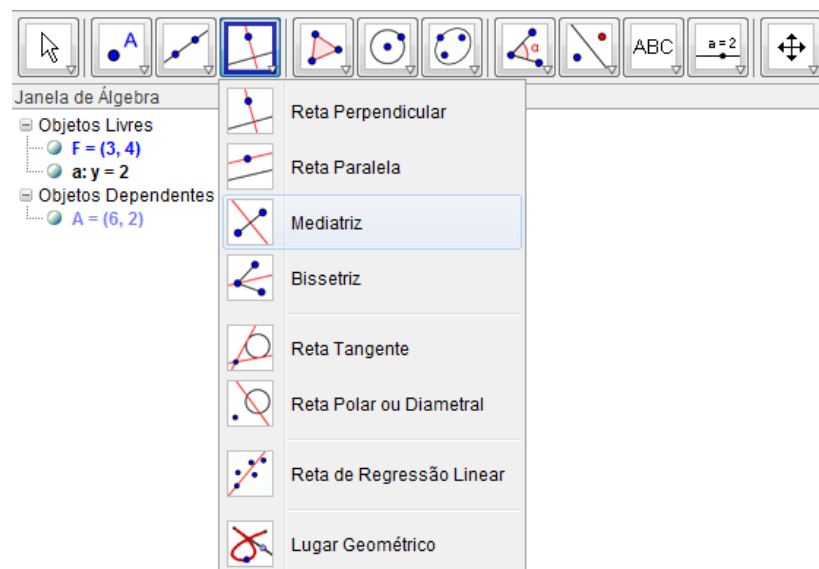 A
α
ABC
a=2
Janela de Álgebra
Objetos Livres
F = (3, 4)
a: y = 2
Objetos Dependentes
A = (6, 2)
Reta Perpendicular
Reta Paralela
Mediatriz
Bissetriz
Reta Tangente
Reta Polar ou Diametral
Reta de Regressão Linear
Lugar Geométrico